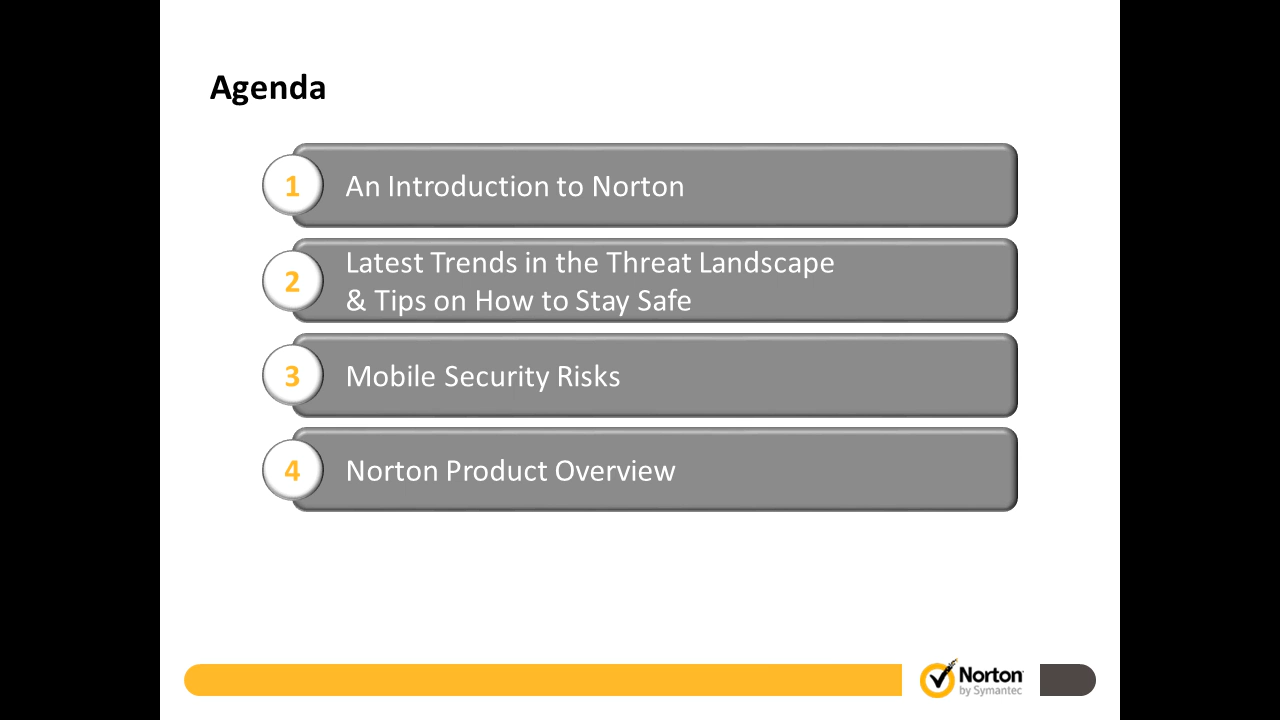 Agenda
1
An Introduction to Norton
2
Latest Trends in the Threat Landscape
& Tips on How to Stay Safe
3
Mobile Security Risks
4
Norton Product Overview
Norton
by Symantec